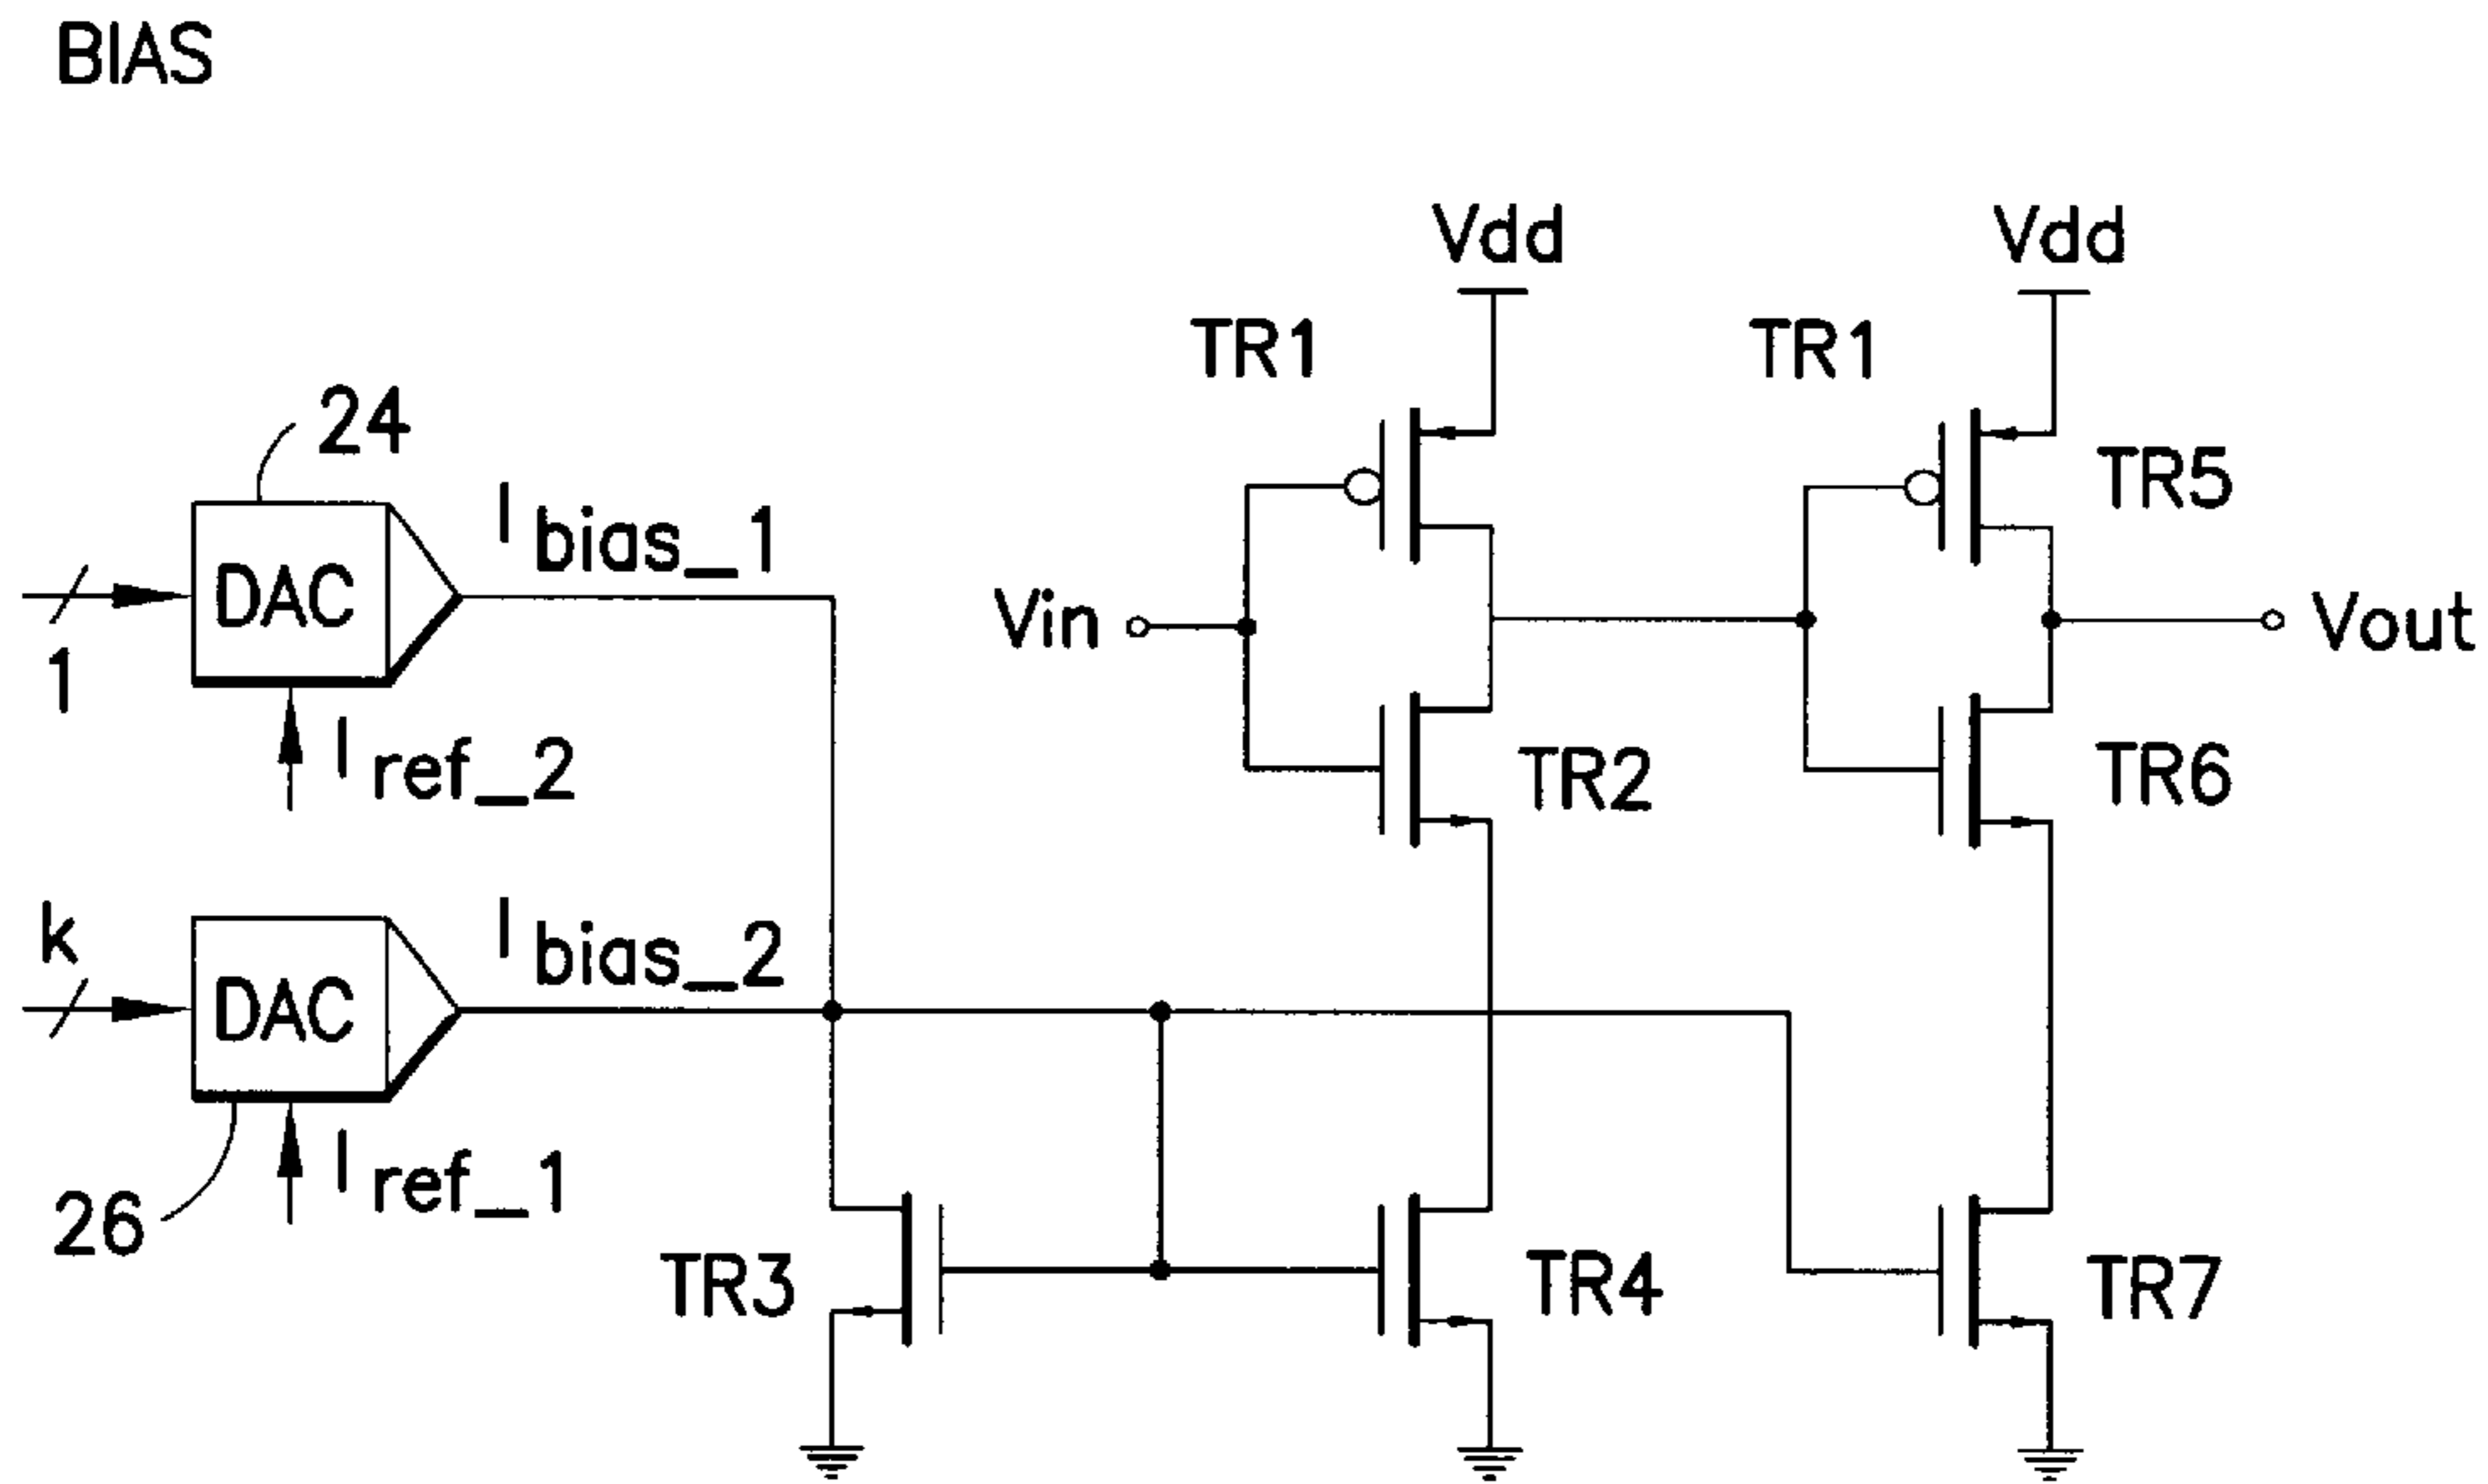 BIAS
Vdd
Vdd
TR1
TR1
24
TR5
I bias_1
DAC
Vin
Vout
1
I ref_2
TR2
TR6
k
I bias_2
DAC
I ref_1
26
TR3
TR4
TR7